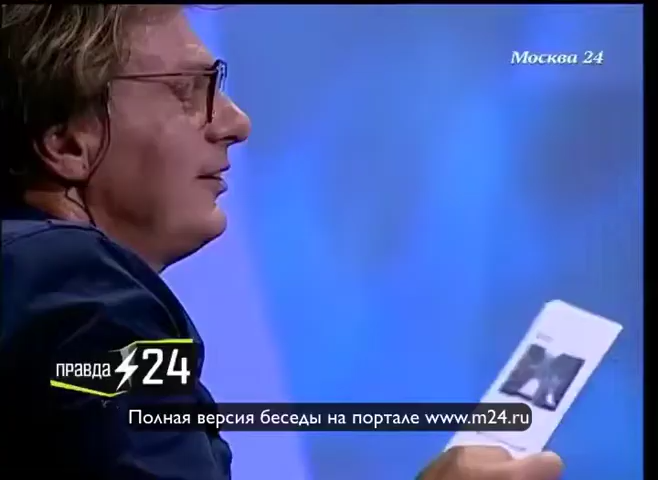 Москва 24
ПРАВДА 24
Полная версия беседы на портале www.m24.ru